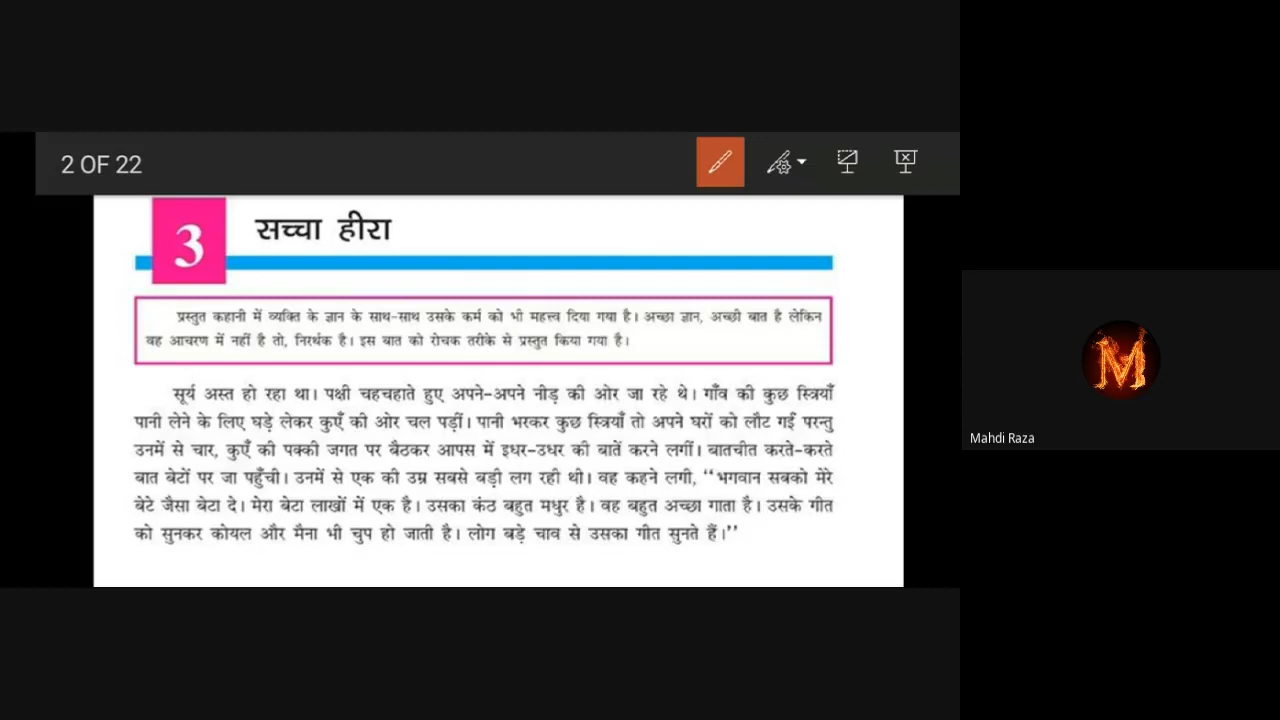 2 OF 22
3
सच्चा हीरा
प्रस्तुत कहानी में व्यक्ति के ज्ञान के साथ-साथ उसके कर्म को भी महत्त्व दिया गया है। अच्छा ज्ञान, अच्छी बात है लेकिन
वह आचरण में नहीं है तो, निरर्थक है। इस बात को रोचक तरीके से प्रस्तुत किया गया है।
सूर्य अस्त हो रहा था। पक्षी चहचहाते हुए अपने-अपने नीड़ की ओर जा रहे थे। गाँव की कुछ स्त्रियाँ
पानी लेने के लिए घड़े लेकर कुएँ की ओर चल पड़ीं। पानी भरकर कुछ स्त्रियाँ तो अपने घरों को लौट गईं परन्तु
उनमें से चार, कुएँ की पक्की जगत पर बैठकर आपस में इधर-उधर की बातें करने लगीं। बातचीत करते-करते
बात बेटों पर जा पहुँची। उनमें से एक की उम्र सबसे बड़ी लग रही थी। वह कहने लगी, ‘‘भगवान सबको मेरे
बेटे जैसा बेटा दे। मेरा बेटा लाखों में एक है। उसका कंठ बहुत मधुर है। वह बहुत अच्छा गाता है। उसके गीत
को सुनकर कोयल और मैना भी चुप हो जाती है। लोग बड़े चाव से उसका गीत सुनते हैं।’’
M
Mahdi Raza